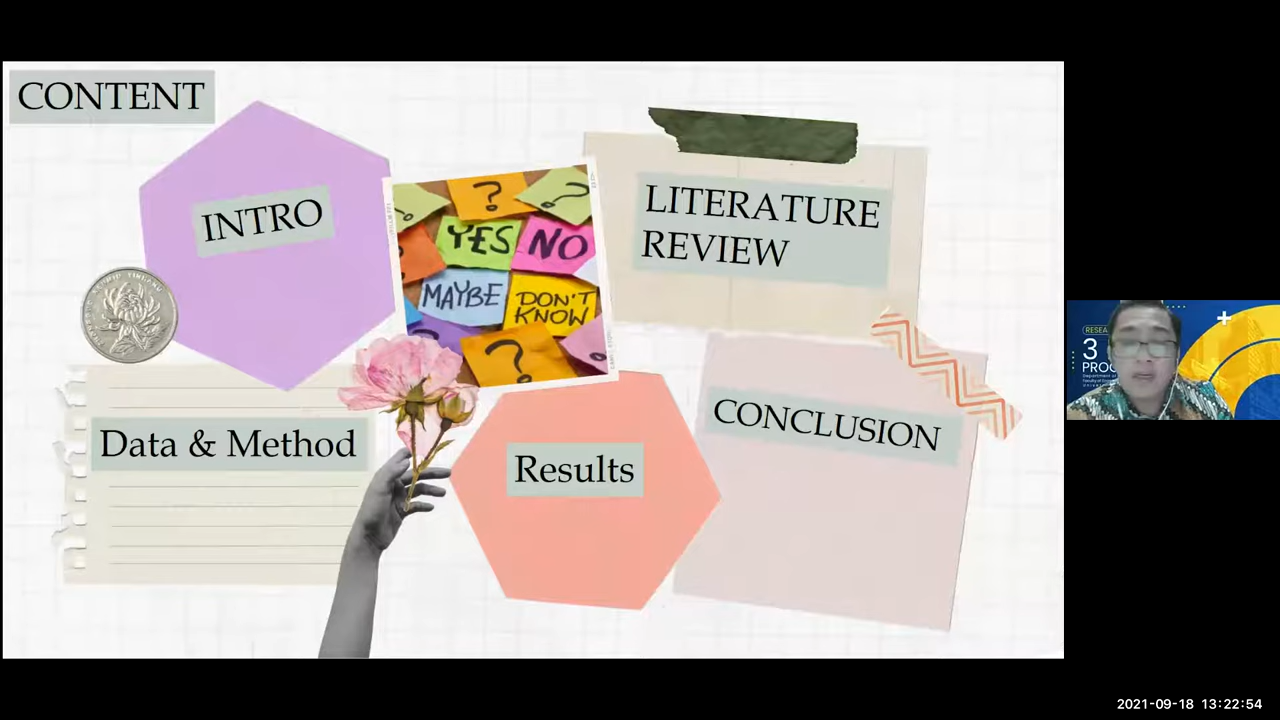 CONTENT
INTRO
LITERATURE
REVIEW
?
?
?
YES
NO
MAYBE
DON'T
KNOW
?
?
CONCLUSION
Data & Method
Results
3
2021-09-18 13:22:54